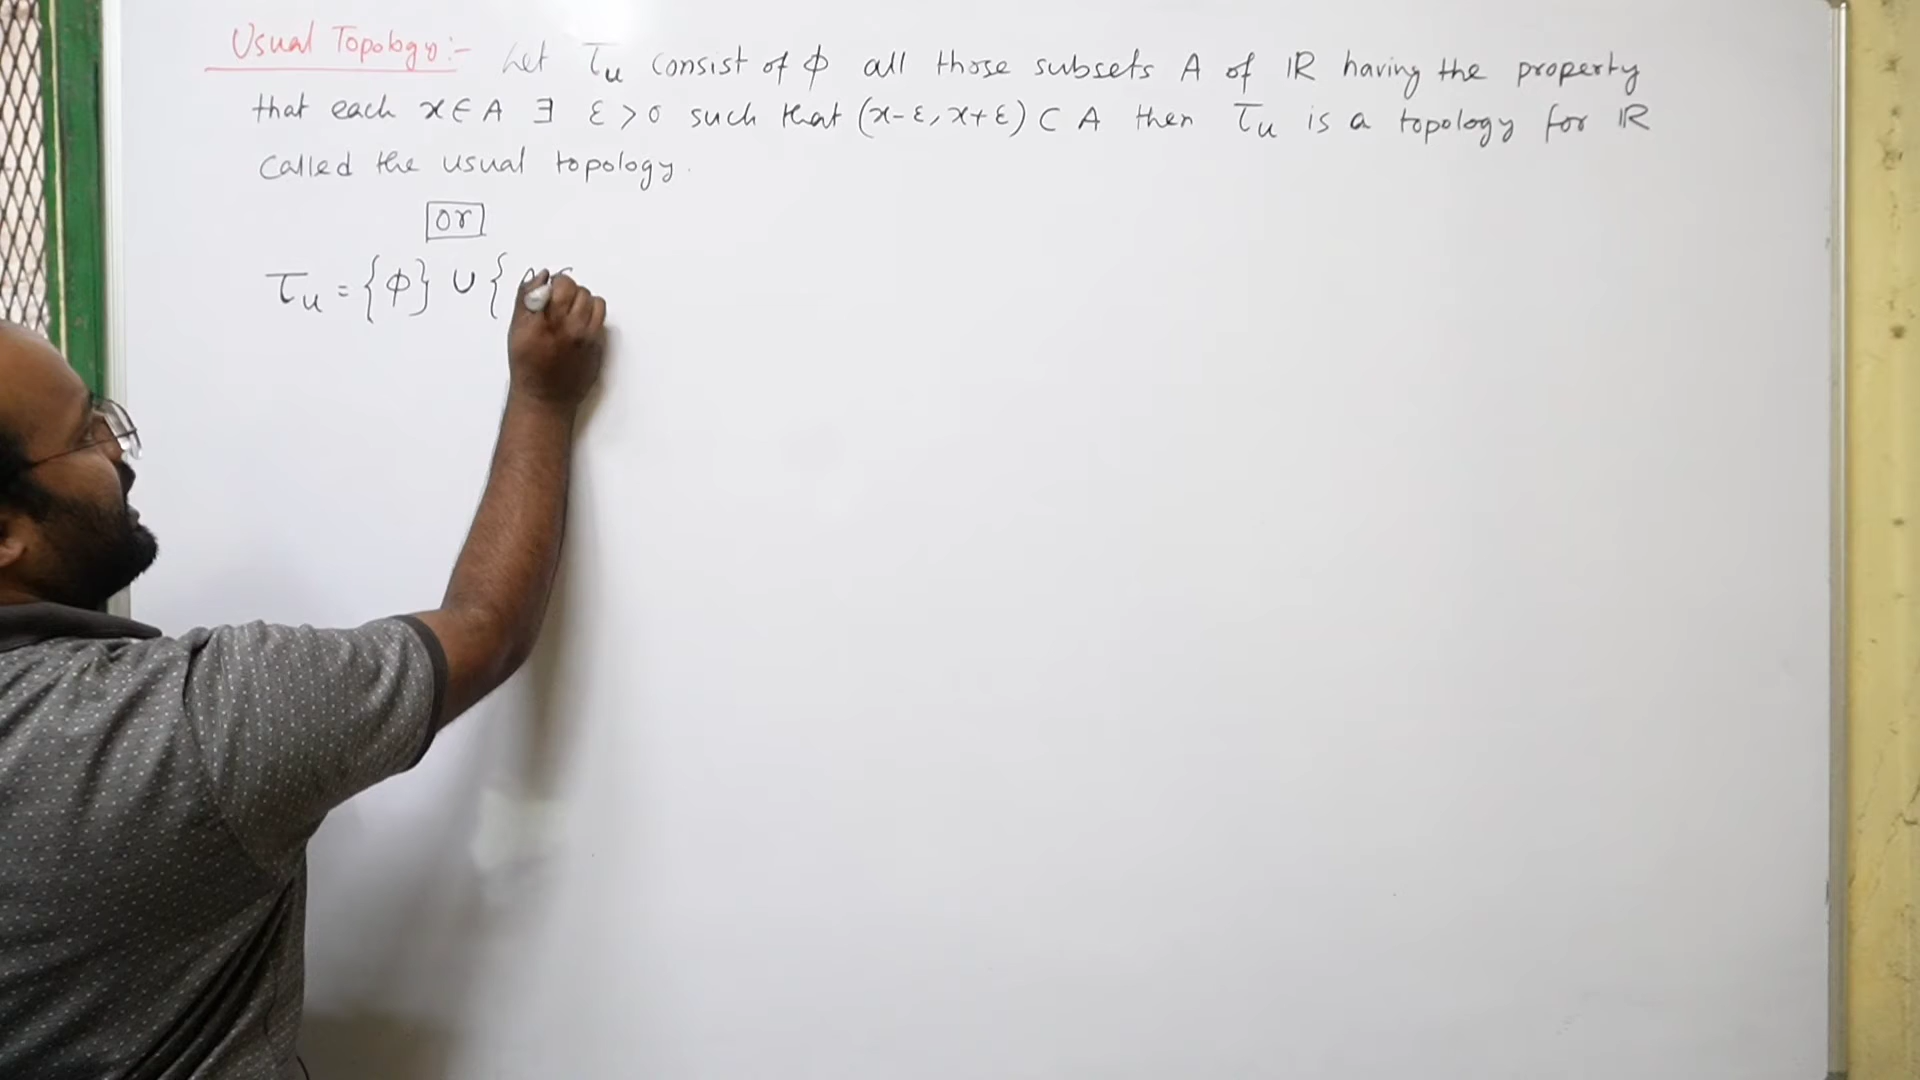 Usual Topology:- Let τu consist of φ all those subsets A of ℝ having the property
that each x∈A ∃ ε>0 such that (x-ε, x+ε) ⊂ A then τu is a topology for ℝ
called the usual topology.
or
τu = {φ} ∪ {